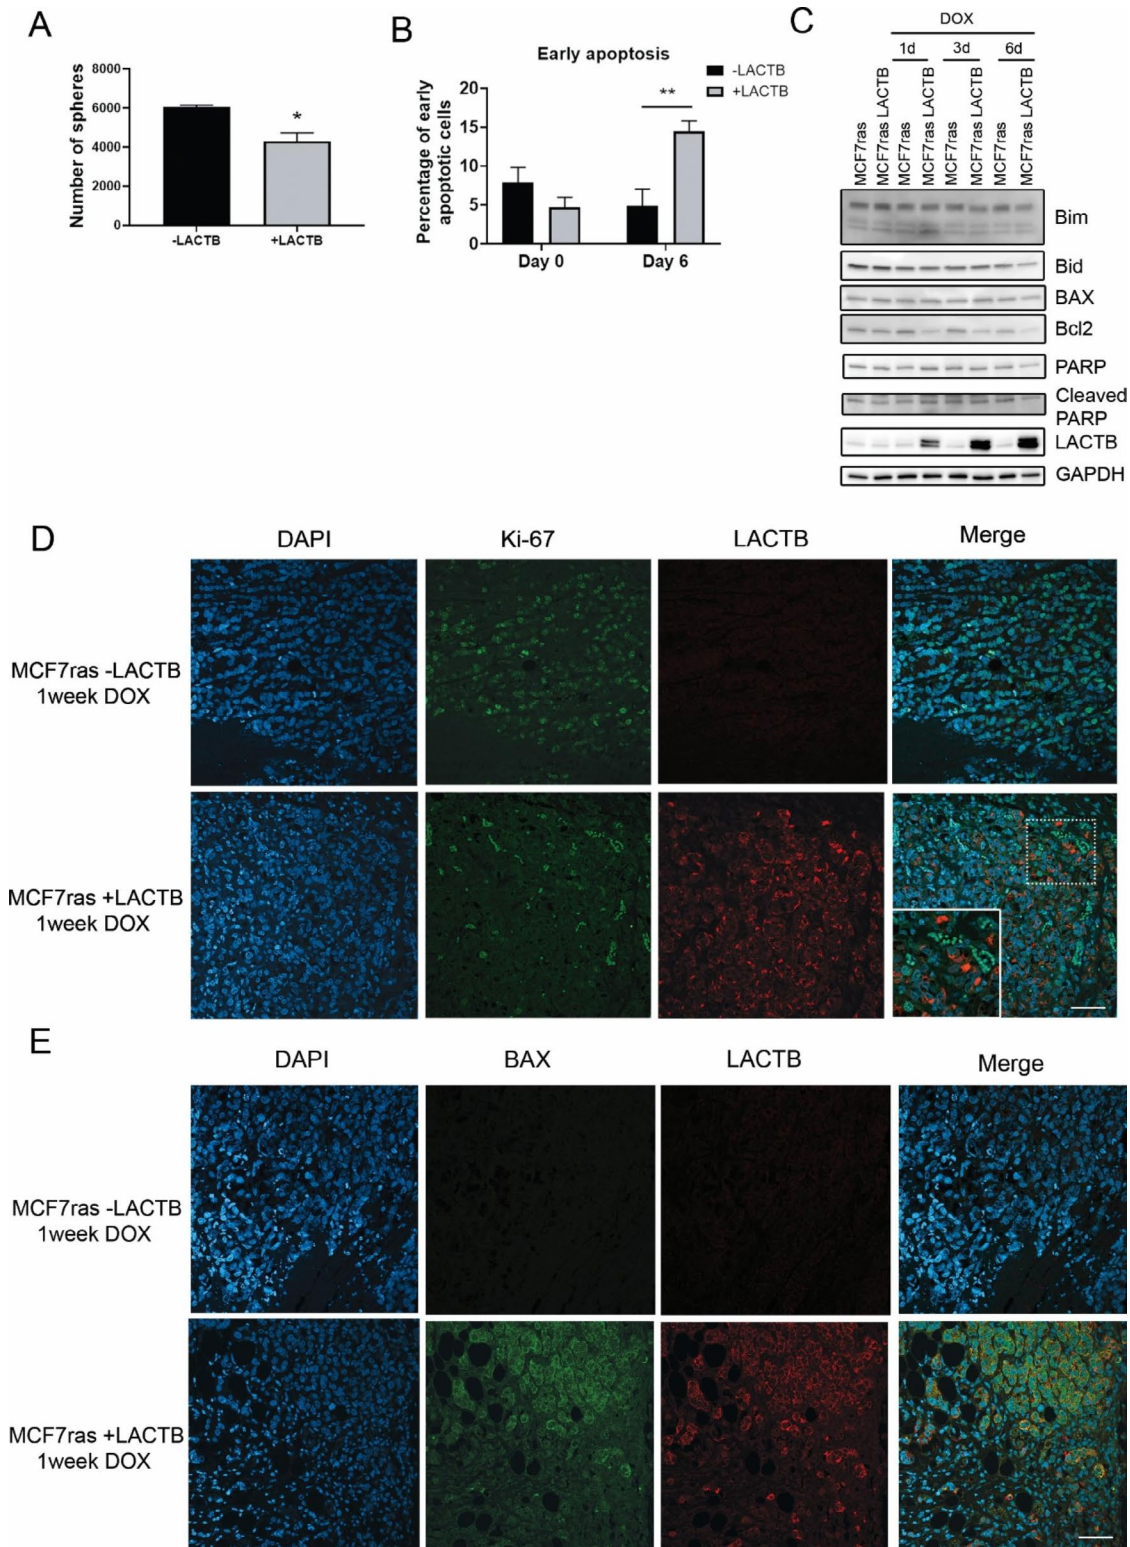 A
Number of spheres
8000
6000
4000
2000
0
*
-LACTB
+LACTB
B
Early apoptosis
-LACTB
+LACTB
Percentage of early
apoptotic cells
20
15
10
5
0
**
Day 0
Day 6
C
DOX
1d
3d
6d
MCF7ras
MCF7ras LACTB
MCF7ras
MCF7ras LACTB
MCF7ras
MCF7ras LACTB
MCF7ras
MCF7ras LACTB
Bim
Bid
BAX
Bcl2
PARP
Cleaved
PARP
LACTB
GAPDH
D
DAPI
Ki-67
LACTB
Merge
MCF7ras -LACTB
1week DOX
MCF7ras +LACTB
1week DOX
E
DAPI
BAX
LACTB
Merge
MCF7ras -LACTB
1week DOX
MCF7ras +LACTB
1week DOX